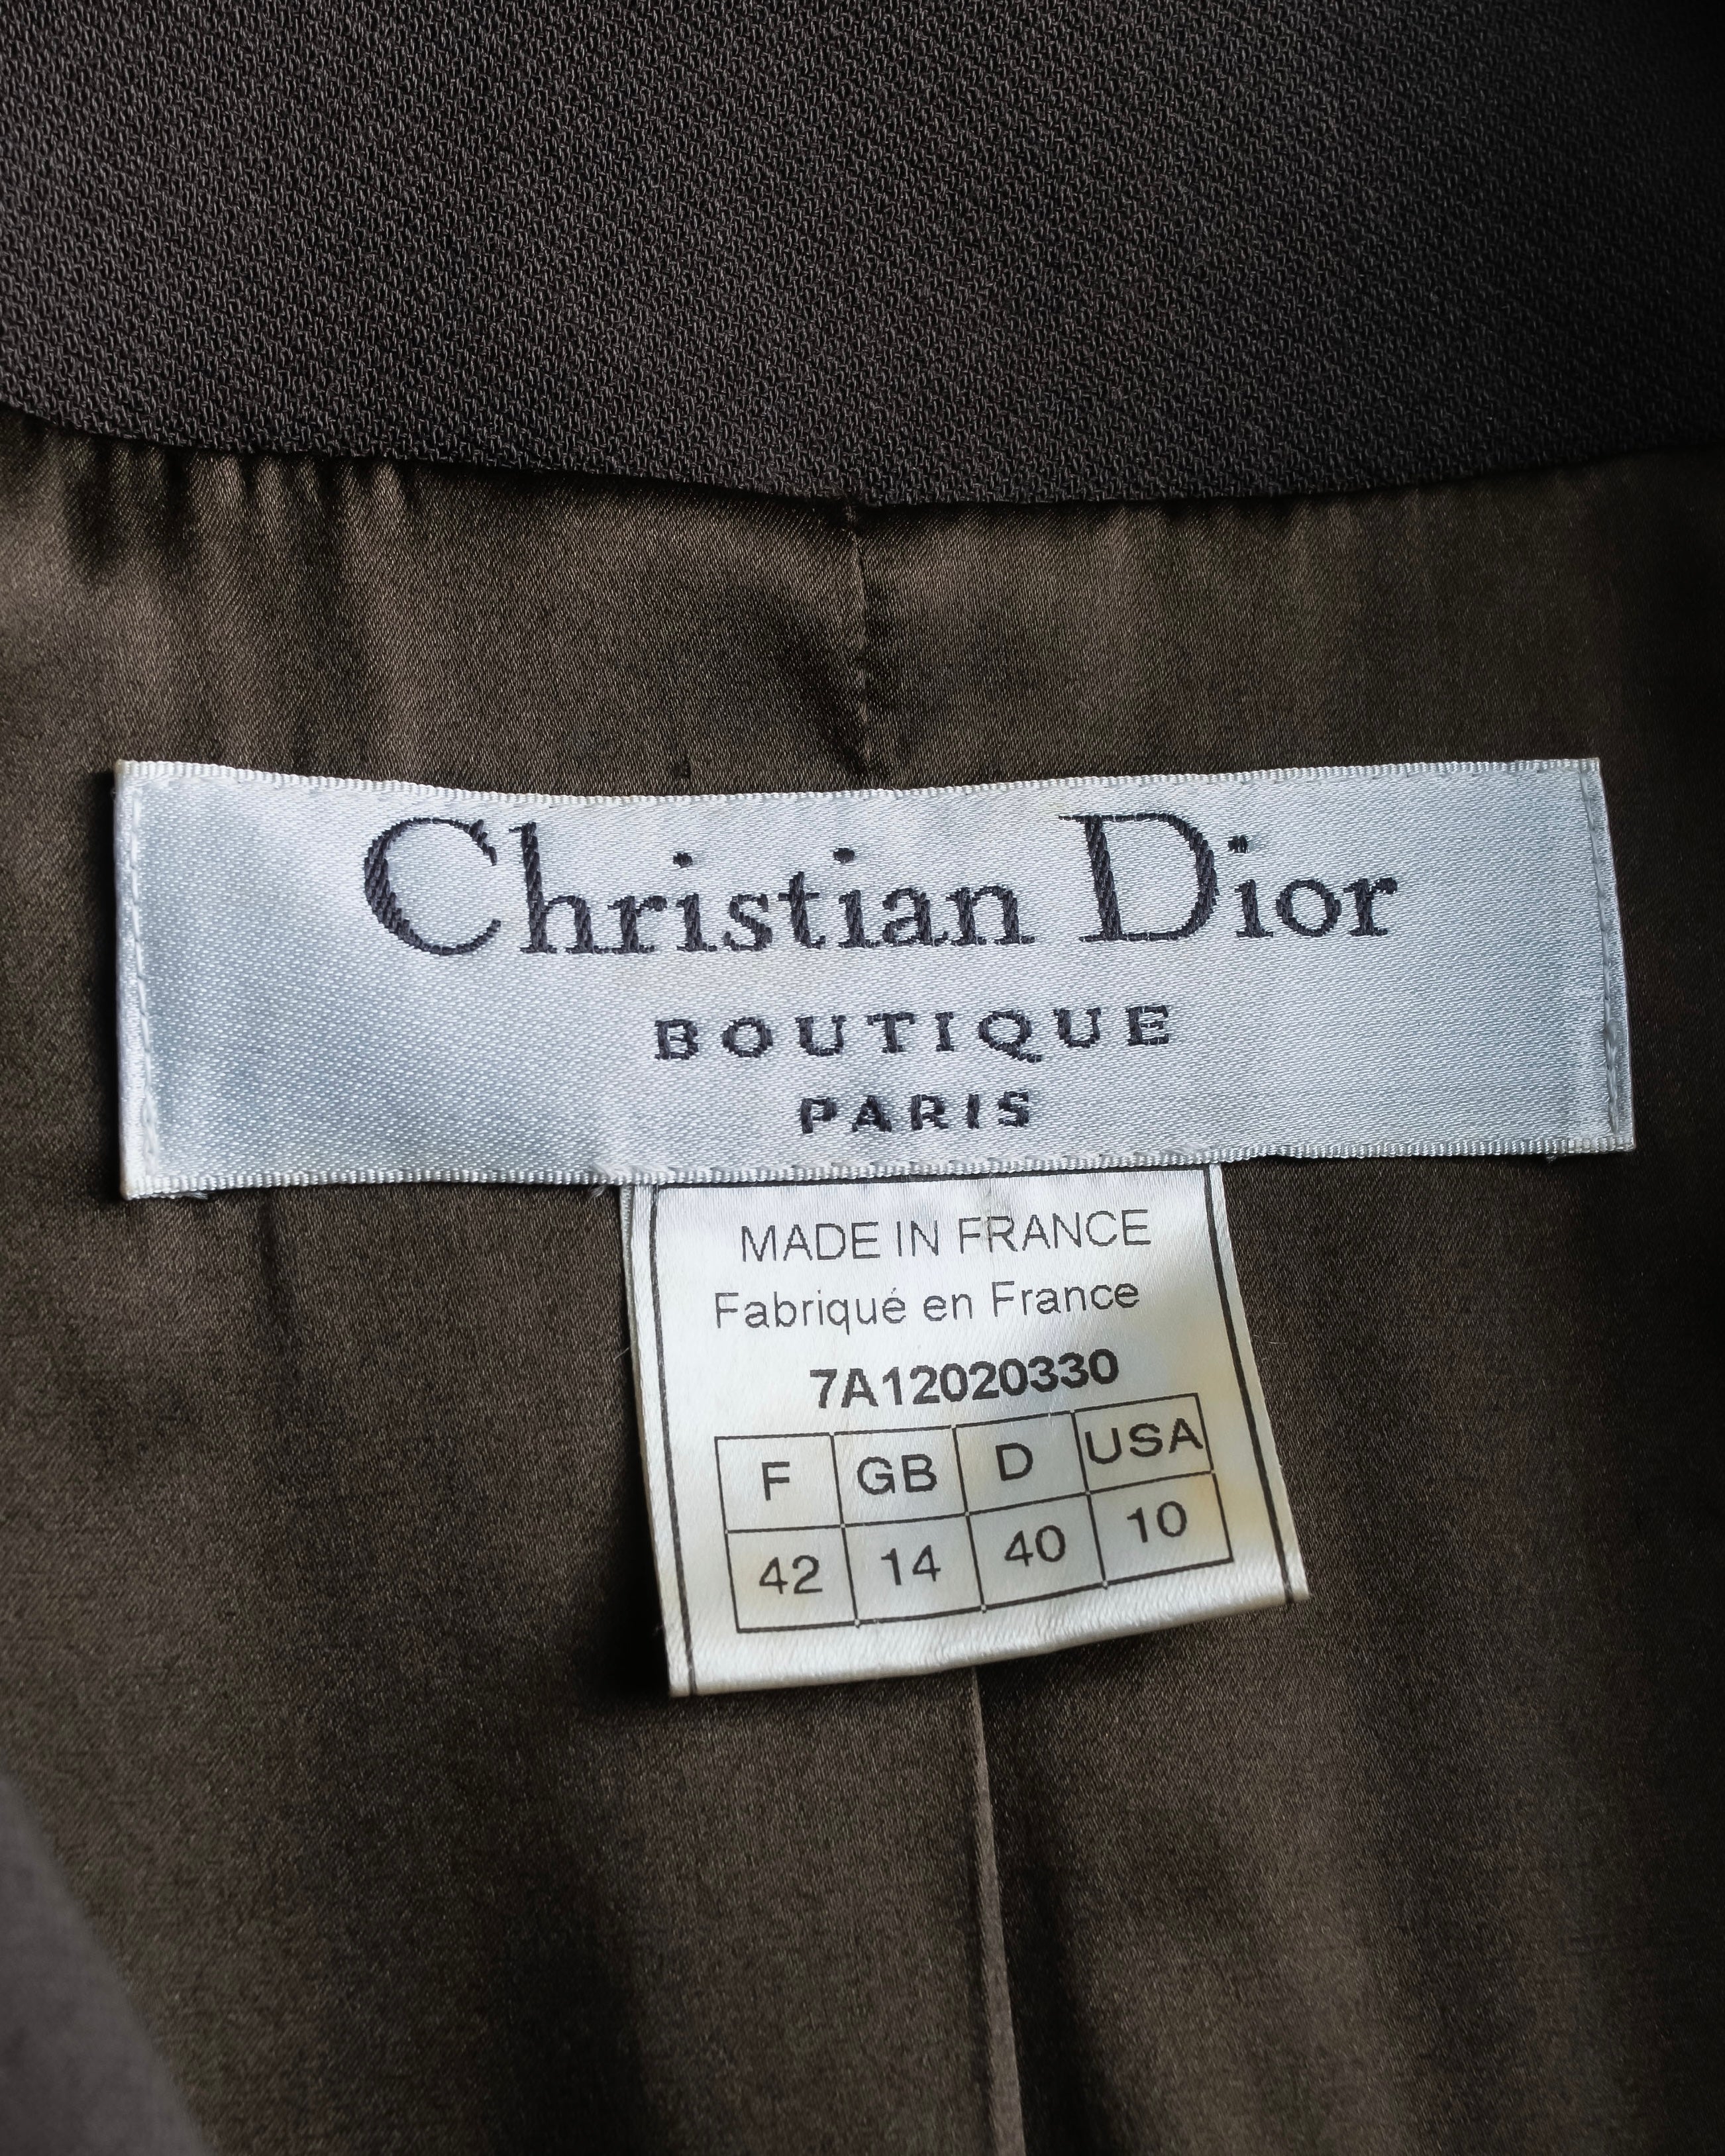 Christian Dior
BOUTIQUE
PARIS
MADE IN FRANCE
Fabriqué en France
7A12020330
F GB D USA
42 14 40 10